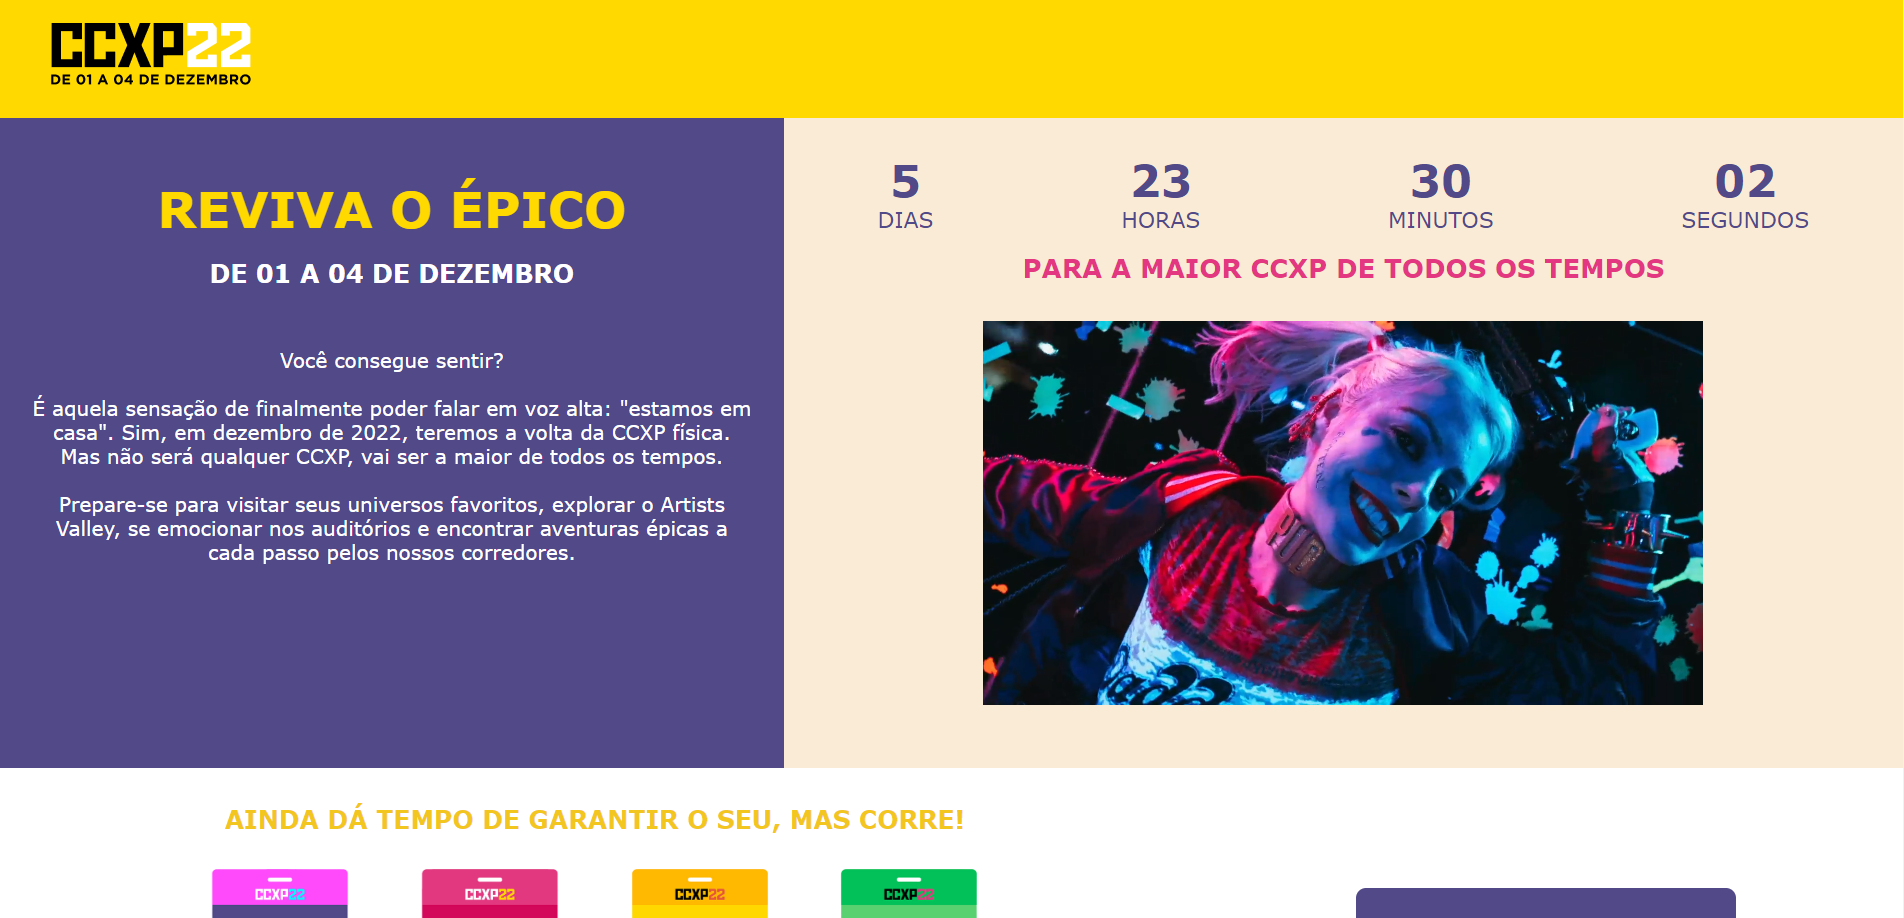 CCXP22
DE 01 A 04 DE DEZEMBRO
REVIVA O ÉPICO
DE 01 A 04 DE DEZEMBRO
Você consegue sentir?
É aquela sensação de finalmente poder falar em voz alta: "estamos em
casa". Sim, em dezembro de 2022, teremos a volta da CCXP física.
Mas não será qualquer CCXP, vai ser a maior de todos os tempos.
Prepare-se para visitar seus universos favoritos, explorar o Artists
Valley, se emocionar nos auditórios e encontrar aventuras épicas a
cada passo pelos nossos corredores.
5 23 30 02
DIAS HORAS MINUTOS SEGUNDOS
PARA A MAIOR CCXP DE TODOS OS TEMPOS
AINDA DÁ TEMPO DE GARANTIR O SEU, MAS CORRE!
CCXP22 CCXP22 CCXP22 CCXP22